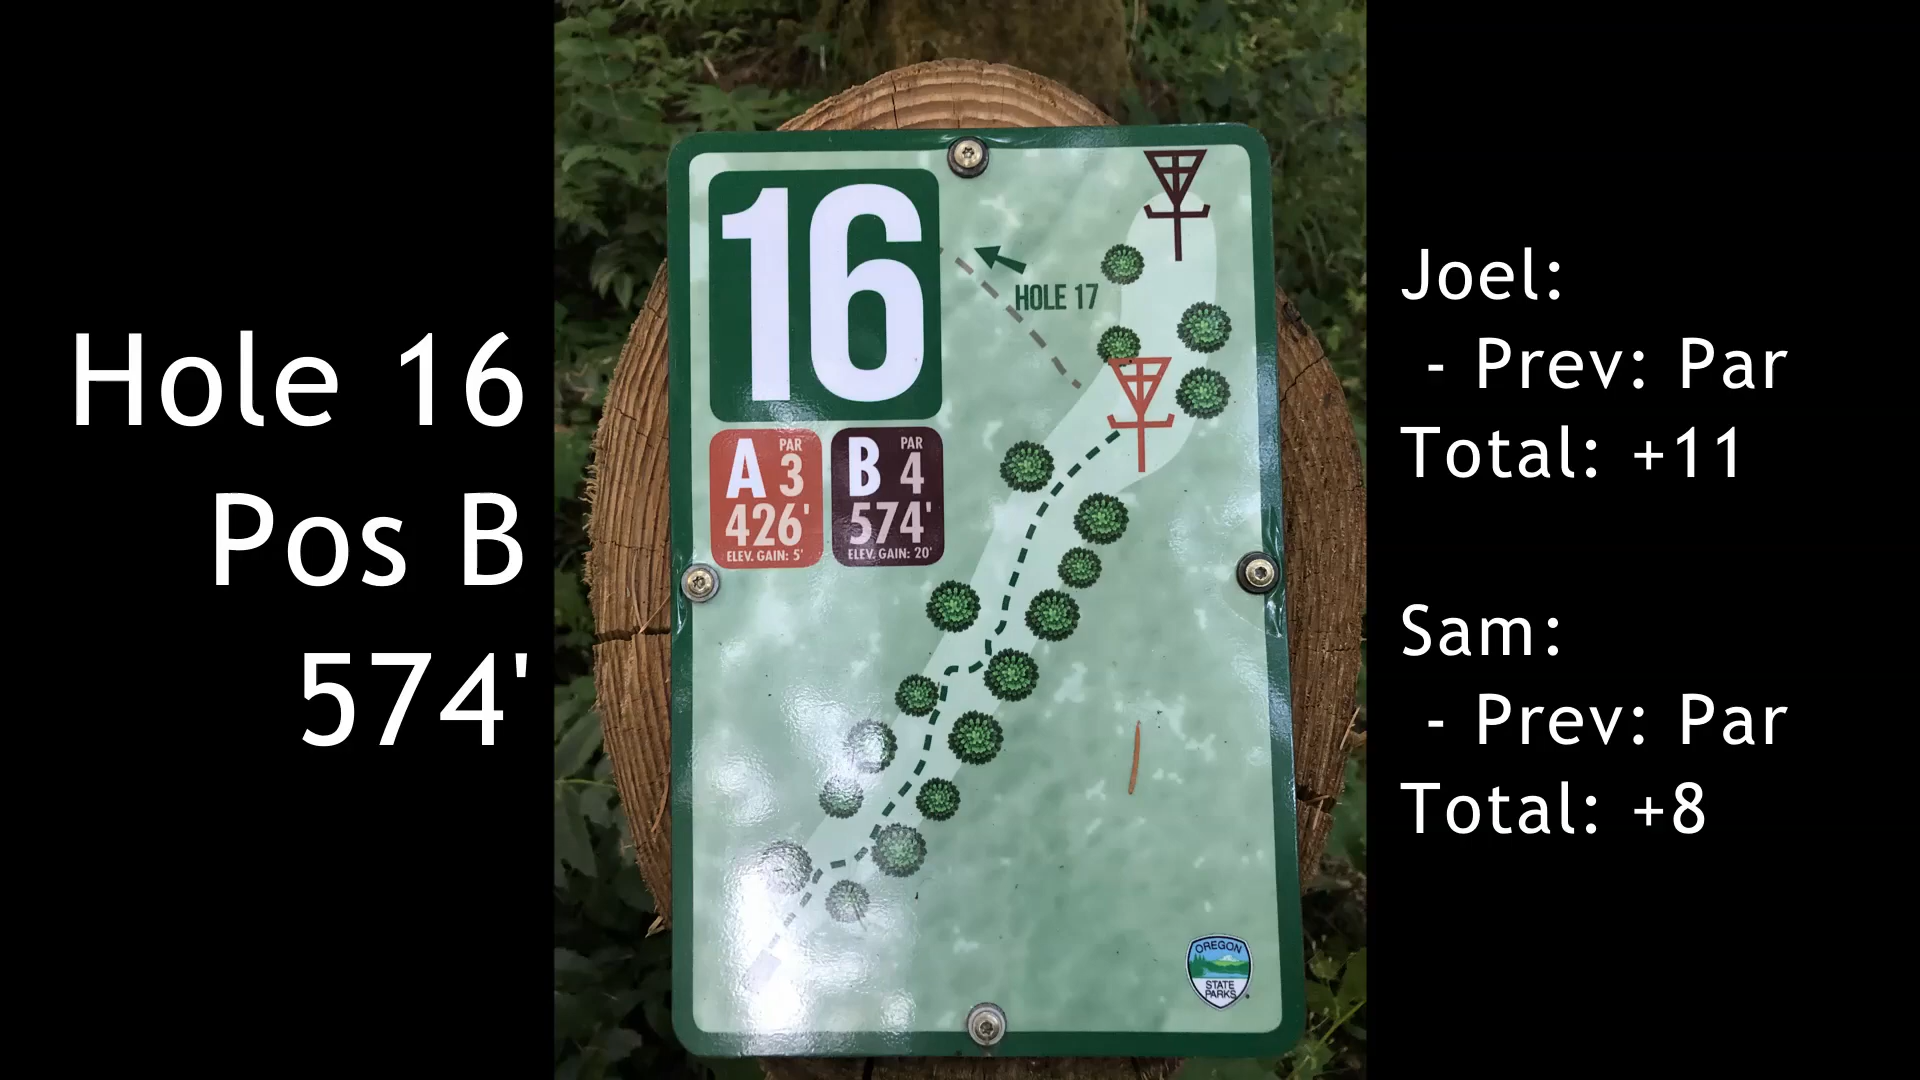 Hole 16
Pos B
574'
16
HOLE 17
A PAR 3
426'
ELEV. GAIN: 5'
B PAR 4
574'
ELEV. GAIN: 20'
OREGON
STATE
PARKS
Joel:
- Prev: Par
Total: +11
Sam:
- Prev: Par
Total: +8